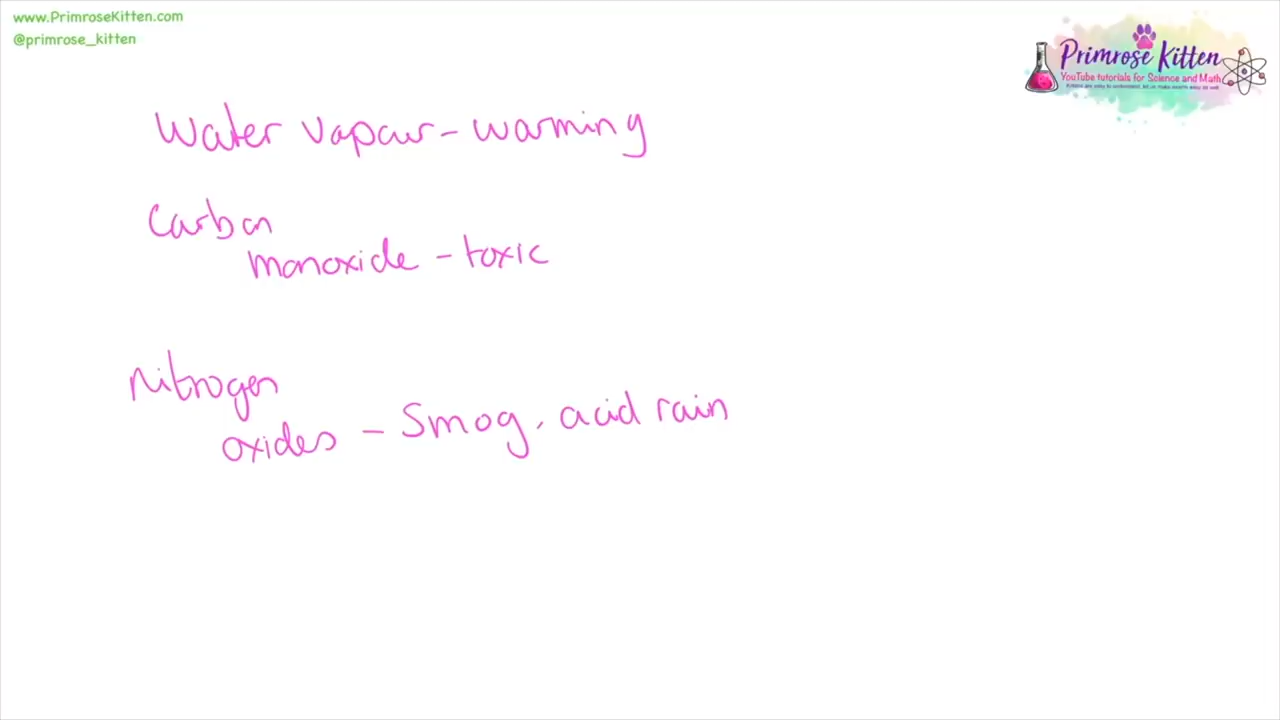 www.PrimroseKitten.com
@primrose_kitten
Primrose Kitten
YouTube tutorials for Science and Math
Water vapour - warming
Carbon
monoxide - toxic
Nitrogen
oxides - Smog, acid rain